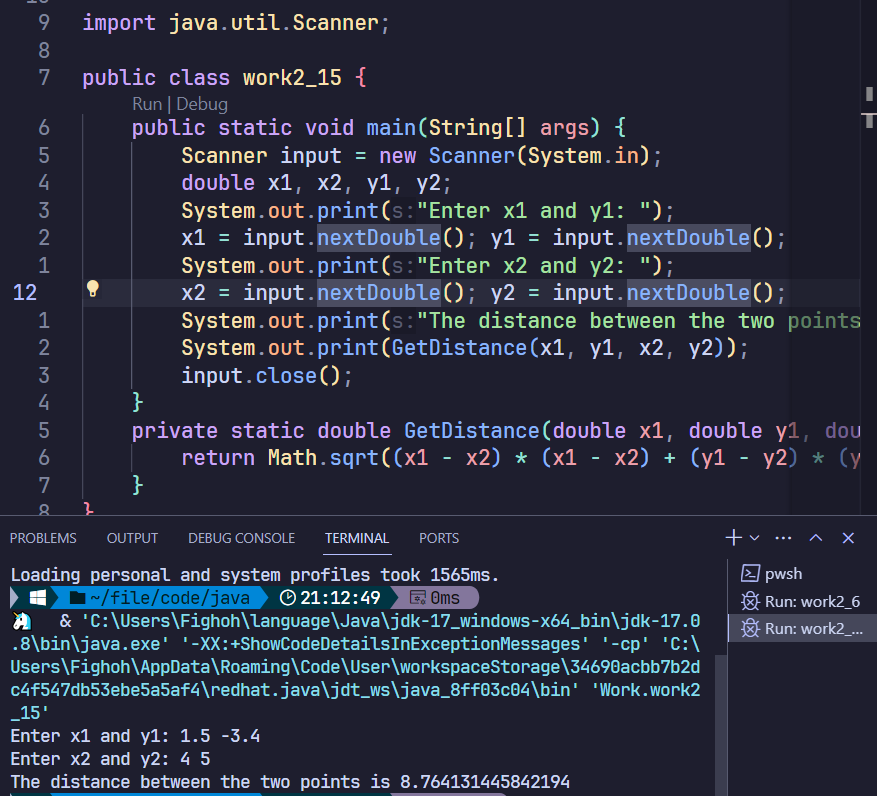 9 import java.util.Scanner;
8
7 public class work2_15 {
Run | Debug
6 public static void main(String[] args) {
5 Scanner input = new Scanner(System.in);
4 double x1, x2, y1, y2;
3 System.out.print(s:"Enter x1 and y1: ");
2 x1 = input.nextDouble(); y1 = input.nextDouble();
1 System.out.print(s:"Enter x2 and y2: ");
12 x2 = input.nextDouble(); y2 = input.nextDouble();
1 System.out.print(s:"The distance between the two points
2 System.out.print(GetDistance(x1, y1, x2, y2));
3 input.close();
4 }
5 private static double GetDistance(double x1, double y1, dou
6 return Math.sqrt((x1 - x2) * (x1 - x2) + (y1 - y2) * (y
7 }
8 }
PROBLEMS OUTPUT DEBUG CONSOLE TERMINAL PORTS
Loading personal and system profiles took 1565ms.
~/file/code/java 21:12:49 0ms
& 'C:\Users\Fighoh\language\Java\jdk-17_windows-x64_bin\jdk-17.0
.8\bin\java.exe' '-XX:+ShowCodeDetailsInExceptionMessages' '-cp' 'C:\
Users\Fighoh\AppData\Roaming\Code\User\workspaceStorage\34690acbb7b2d
c4f547db53ebe5a5af4\redhat.java\jdt_ws\java_8ff03c04\bin' 'Work.work2
_15'
Enter x1 and y1: 1.5 -3.4
Enter x2 and y2: 4 5
The distance between the two points is 8.764131445842194
pwsh
Run: work2_6
Run: work2_...